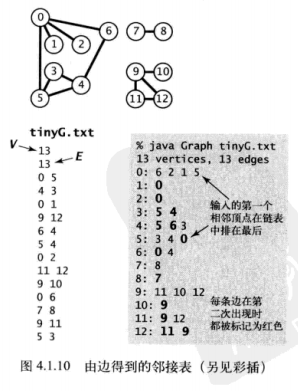 0
6
7
8
1
2
3
9
10
4
5
11
12
tinyG.txt
V
13
13
E
0 5
4 3
0 1
9 12
6 4
5 4
0 2
11 12
9 10
0 6
7 8
9 11
5 3
% java Graph tinyG.txt
13 vertices, 13 edges
0: 6 2 1 5
1: 0
2: 0
3: 5 4
4: 5 6 3
5: 3 4 0
6: 0 4
7: 8
8: 7
9: 11 10 12
10: 9
11: 9 12
12: 11 9
输入的第一个
相邻顶点在链表
中排在最后
每条边在第
二次出现时
都被标记为红色
图 4.1.10 由边得到的邻接表（另见彩插）